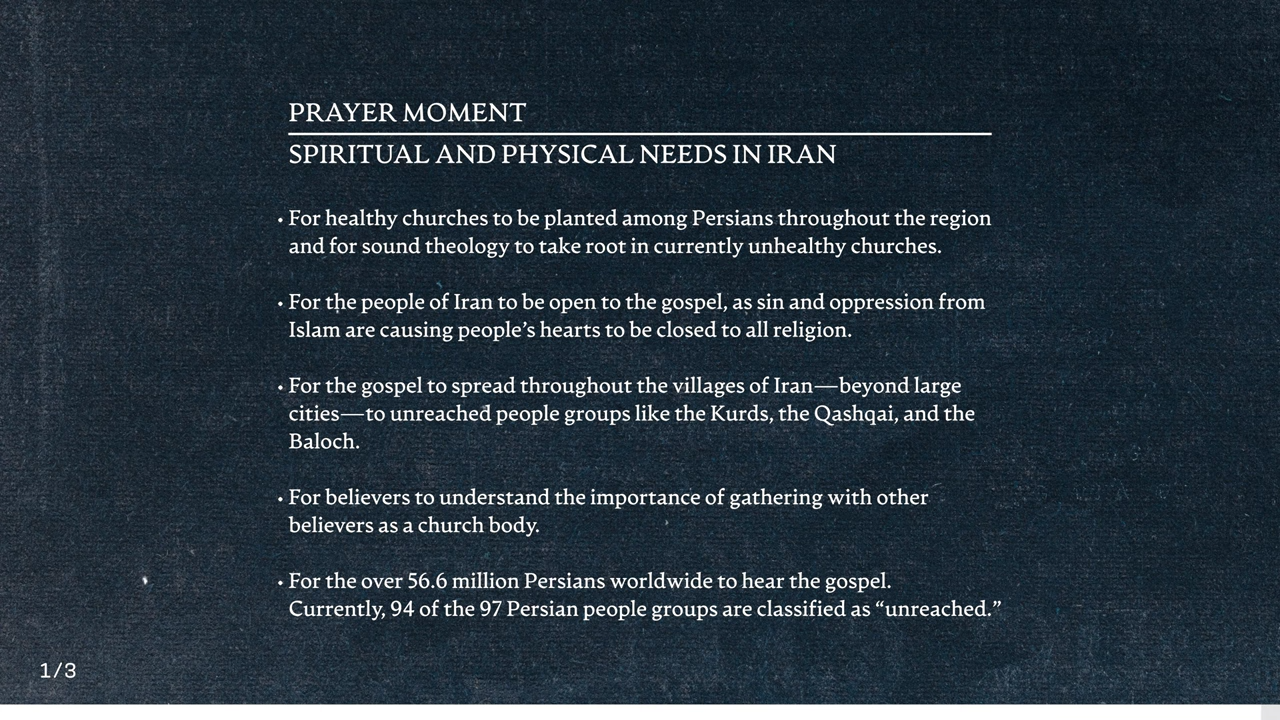 PRAYER MOMENT
SPIRITUAL AND PHYSICAL NEEDS IN IRAN
• For healthy churches to be planted among Persians throughout the region
and for sound theology to take root in currently unhealthy churches.
• For the people of Iran to be open to the gospel, as sin and oppression from
Islam are causing people’s hearts to be closed to all religion.
• For the gospel to spread throughout the villages of Iran—beyond large
cities—to unreached people groups like the Kurds, the Qashqai, and the
Baloch.
• For believers to understand the importance of gathering with other
believers as a church body.
• For the over 56.6 million Persians worldwide to hear the gospel.
Currently, 94 of the 97 Persian people groups are classified as “unreached.”
1/3